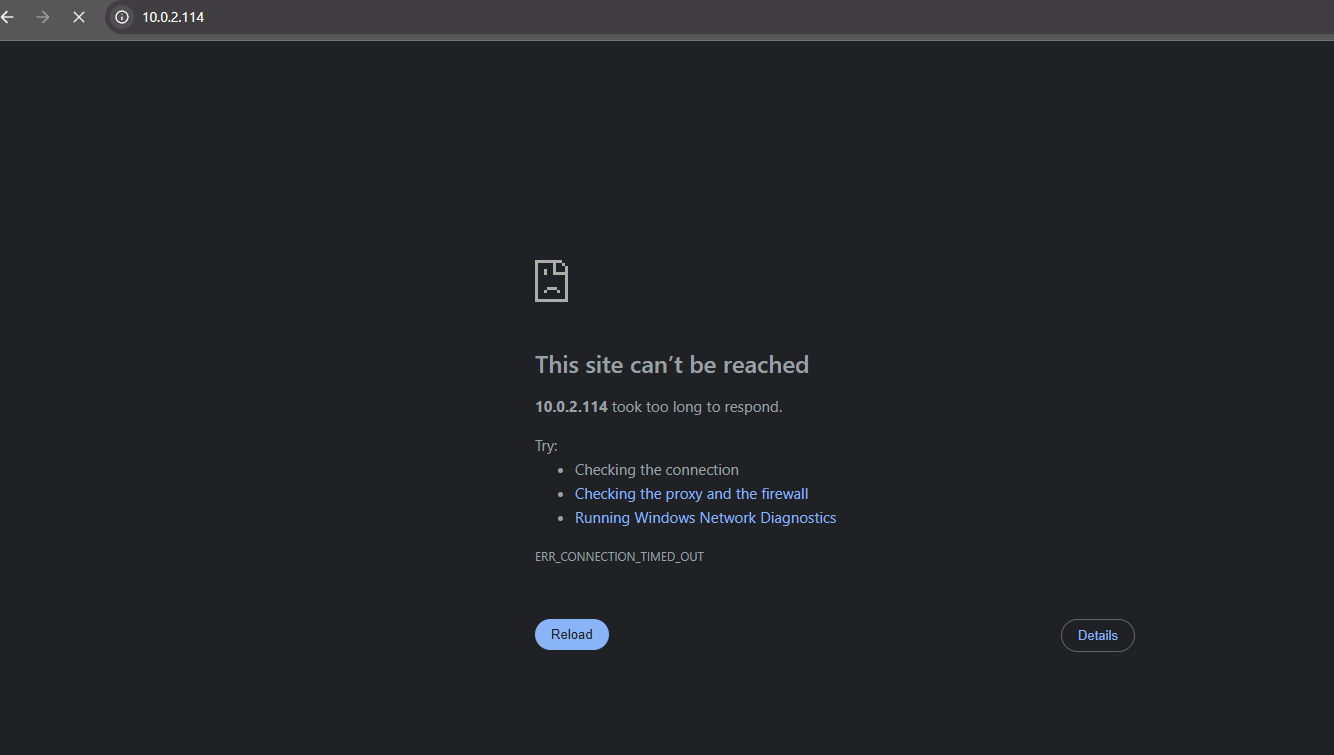 10.0.2.114
This site can’t be reached
10.0.2.114 took too long to respond.
Try:
Checking the connection
Checking the proxy and the firewall
Running Windows Network Diagnostics
ERR_CONNECTION_TIMED_OUT
Reload
Details